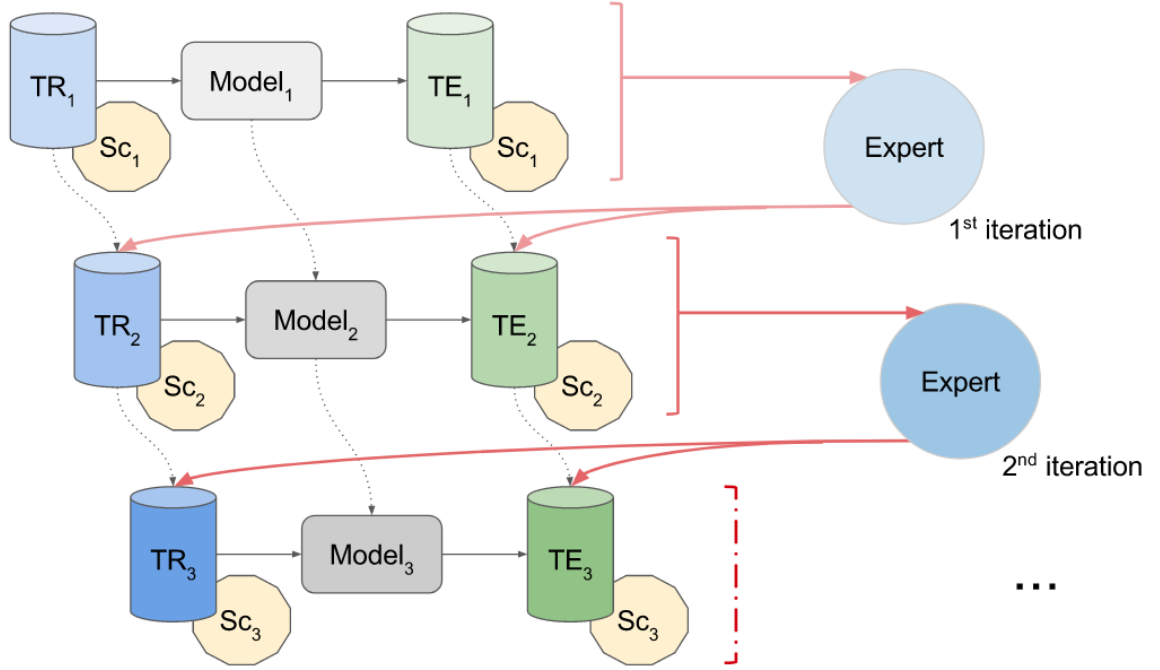 TR₁
Model₁
TE₁
Expert
Sc₁
Sc₁
1ˢᵗ iteration
TR₂
Model₂
TE₂
Expert
Sc₂
Sc₂
2ⁿᵈ iteration
TR₃
Model₃
TE₃
...
Sc₃
Sc₃